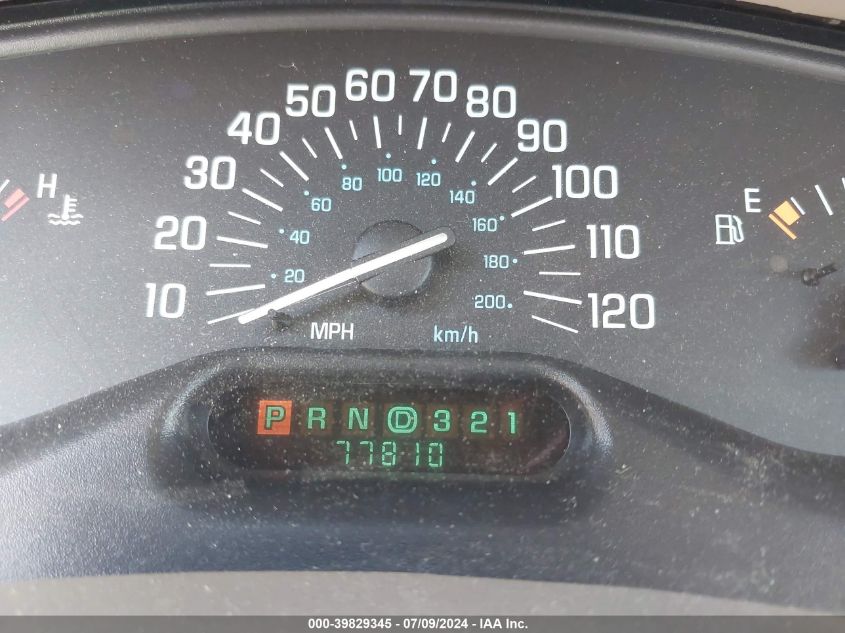 10 20 30 40 50 60 70 80 90 100 110 120
20 40 60 80 100 120 140 160 180 200
H
E
MPH km/h
P R N D 3 2 1
77810
000-39829345 - 07/09/2024 - IAA Inc.